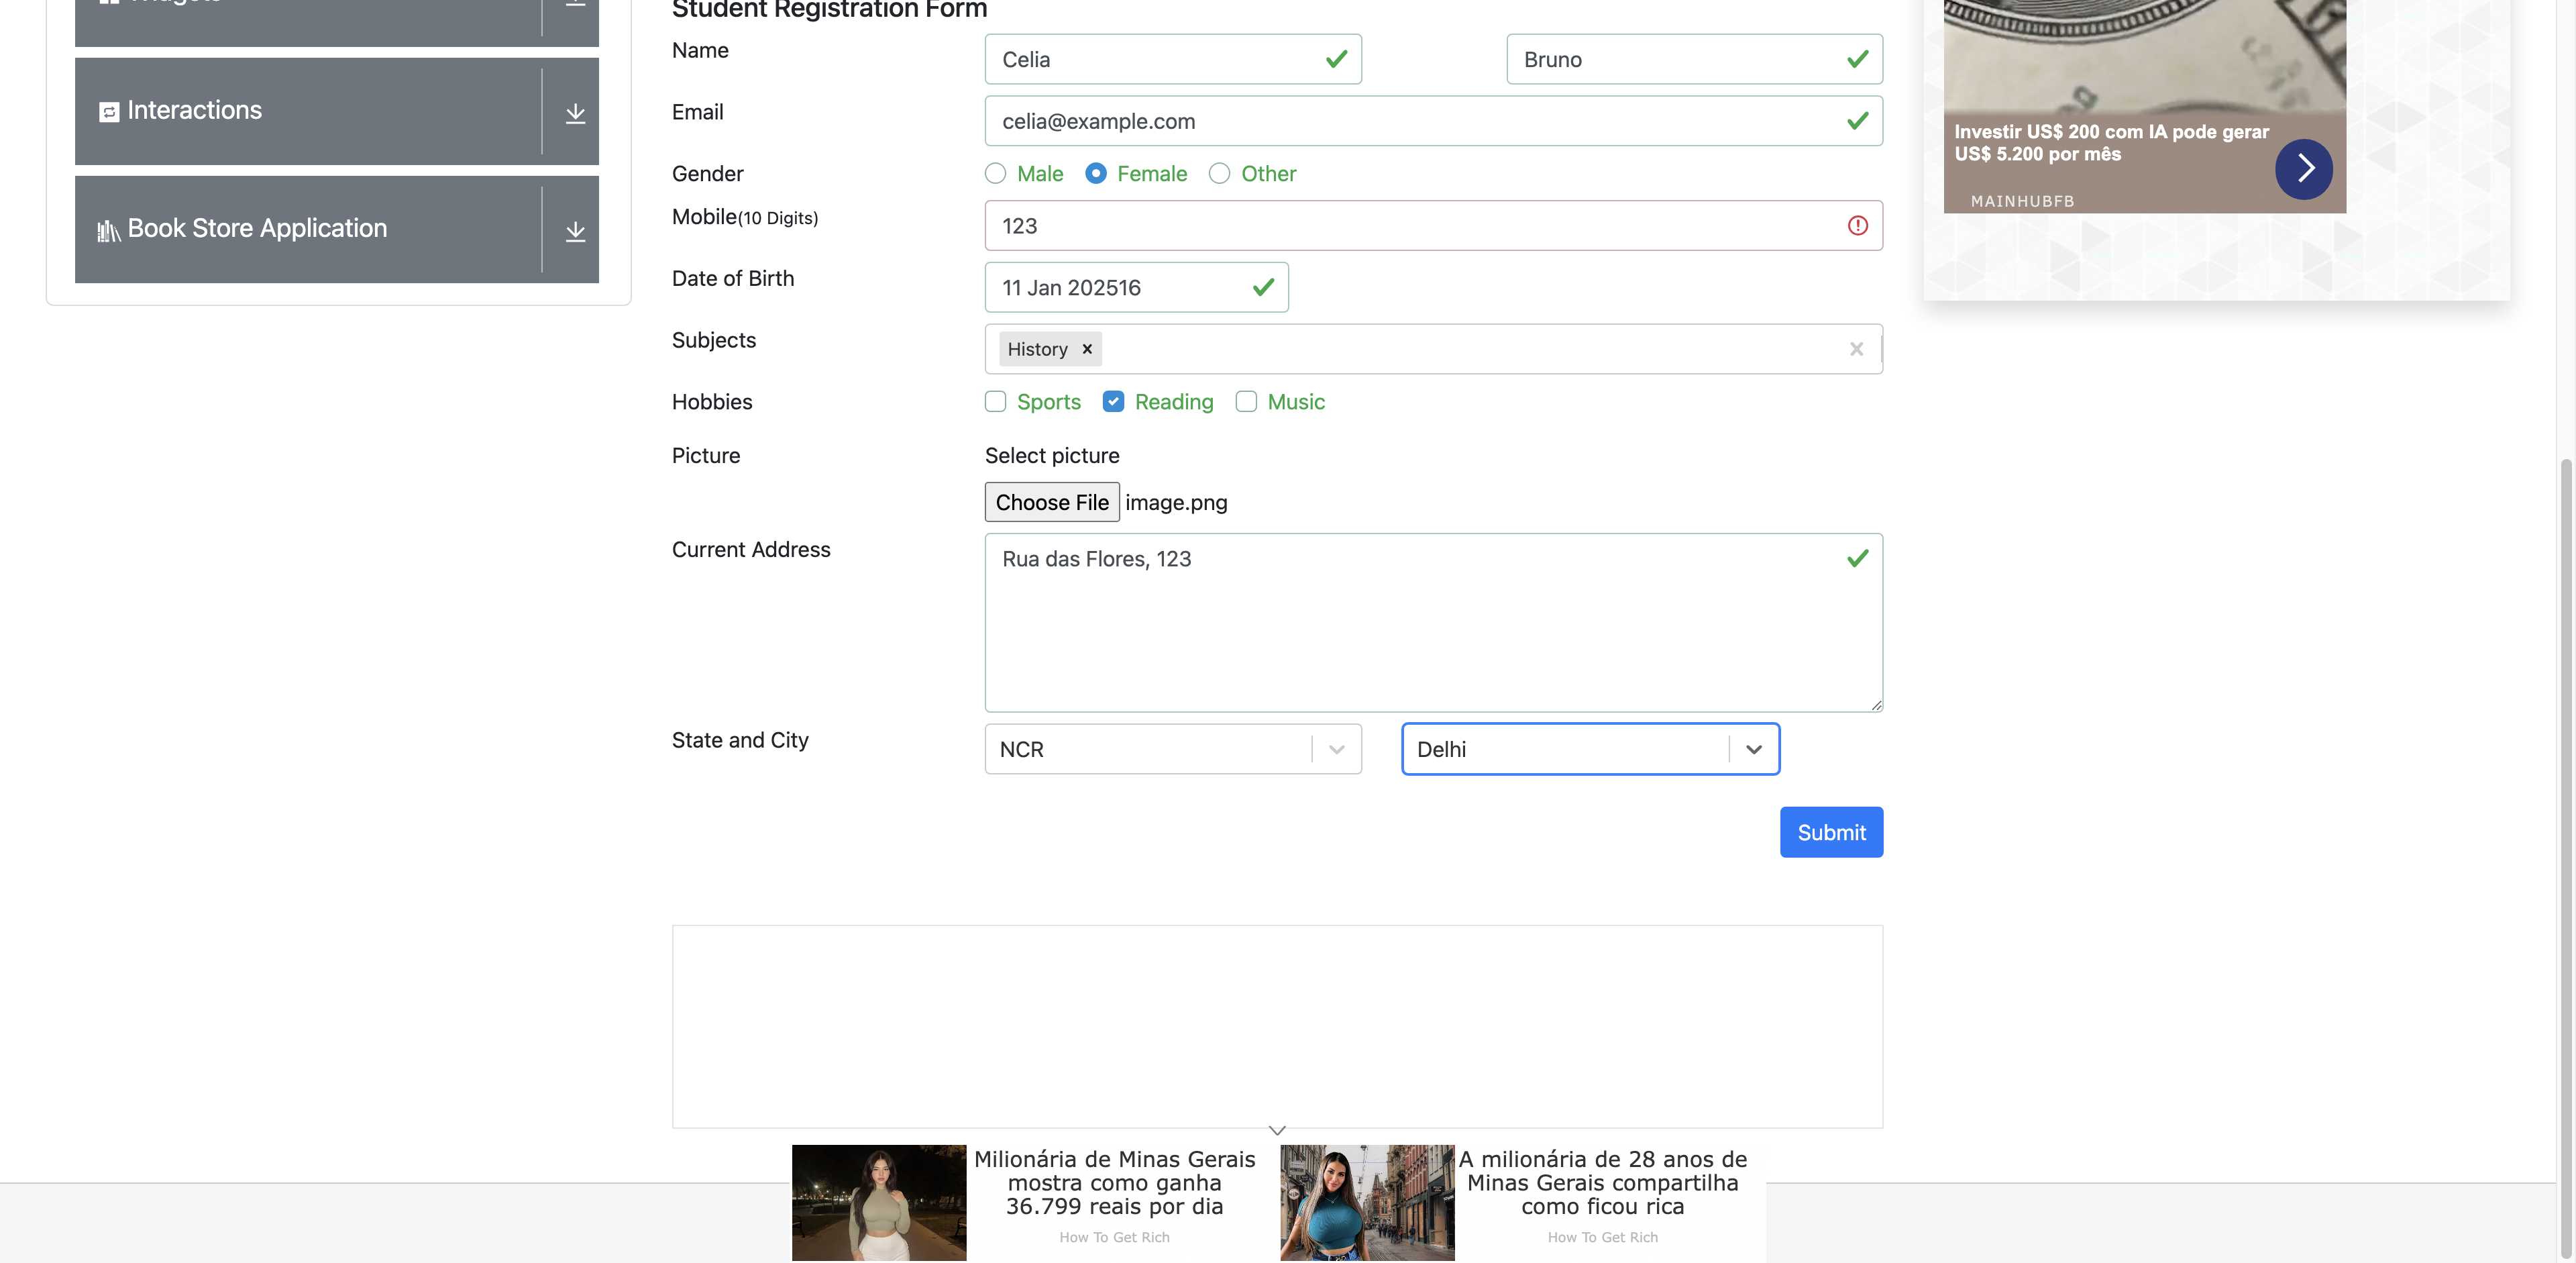 Widgets
Interactions
Book Store Application
Student Registration Form
Name
Celia
Bruno
Email
celia@example.com
Gender
Male
Female
Other
Mobile(10 Digits)
123
Date of Birth
11 Jan 202516
Subjects
History
Hobbies
Sports
Reading
Music
Picture
Select picture
Choose File image.png
Current Address
Rua das Flores, 123
State and City
NCR
Delhi
Submit
Investir US$ 200 com IA pode gerar
US$ 5.200 por mês
MAINHUBFB
Milionária de Minas Gerais
mostra como ganha
36.799 reais por dia
How To Get Rich
A milionária de 28 anos de
Minas Gerais compartilha
como ficou rica
How To Get Rich